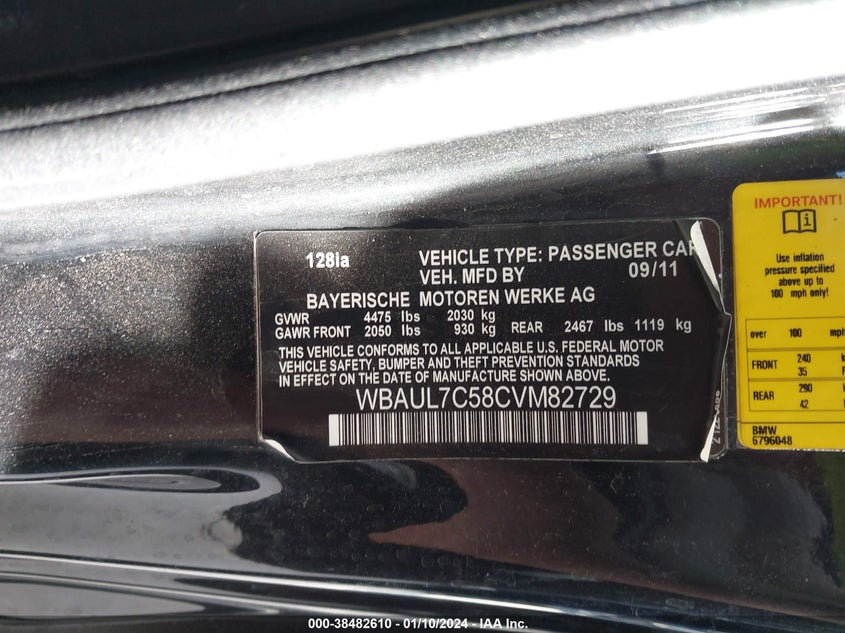 128ia VEHICLE TYPE: PASSENGER CAR
VEH. MFD BY 09/11
BAYERISCHE MOTOREN WERKE AG
GVWR 4475 lbs 2030 kg
GAWR FRONT 2050 lbs 930 kg REAR 2467 lbs 1119 kg
THIS VEHICLE CONFORMS TO ALL APPLICABLE U.S. FEDERAL MOTOR
VEHICLE SAFETY, BUMPER AND THEFT PREVENTION STANDARDS
IN EFFECT ON THE DATE OF MANUFACTURE SHOWN ABOVE.
WBAUL7C58CVM82729
IMPORTANT!
Use inflation
pressure specified
above up to
100 mph only!
over 100 mph
FRONT 240
35
REAR 290
42
BMW
6796048
000-38482610 - 01/10/2024 - IAA Inc.